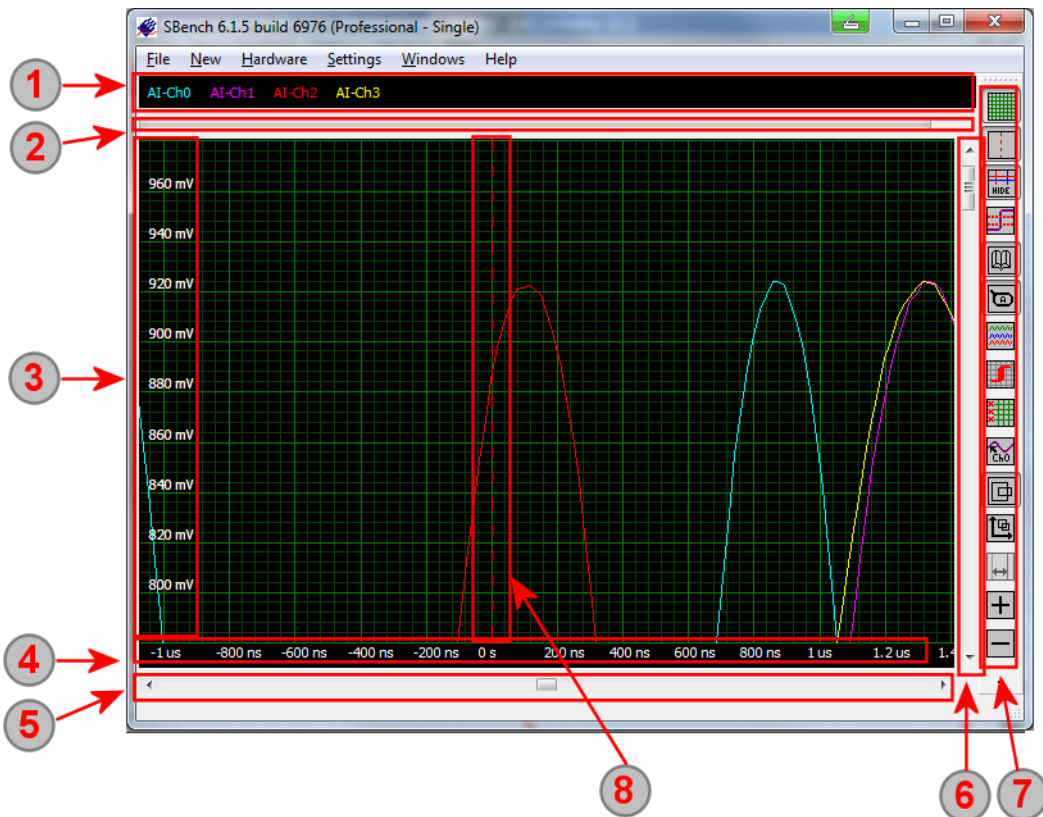 SBench 6.1.5 build 6976 (Professional - Single)
File New Hardware Settings Windows Help
1
AI-Ch0 AI-Ch1 AI-Ch2 AI-Ch3
2
960 mV
HIDE
940 mV
920 mV
A
900 mV
3
880 mV
860 mV
Ch0
840 mV
820 mV
800 mV
4
-1 us -800 ns -600 ns -400 ns -200 ns 0 s 200 ns 400 ns 600 ns 800 ns 1 us 1.2 us 1.4
5
8
6
7